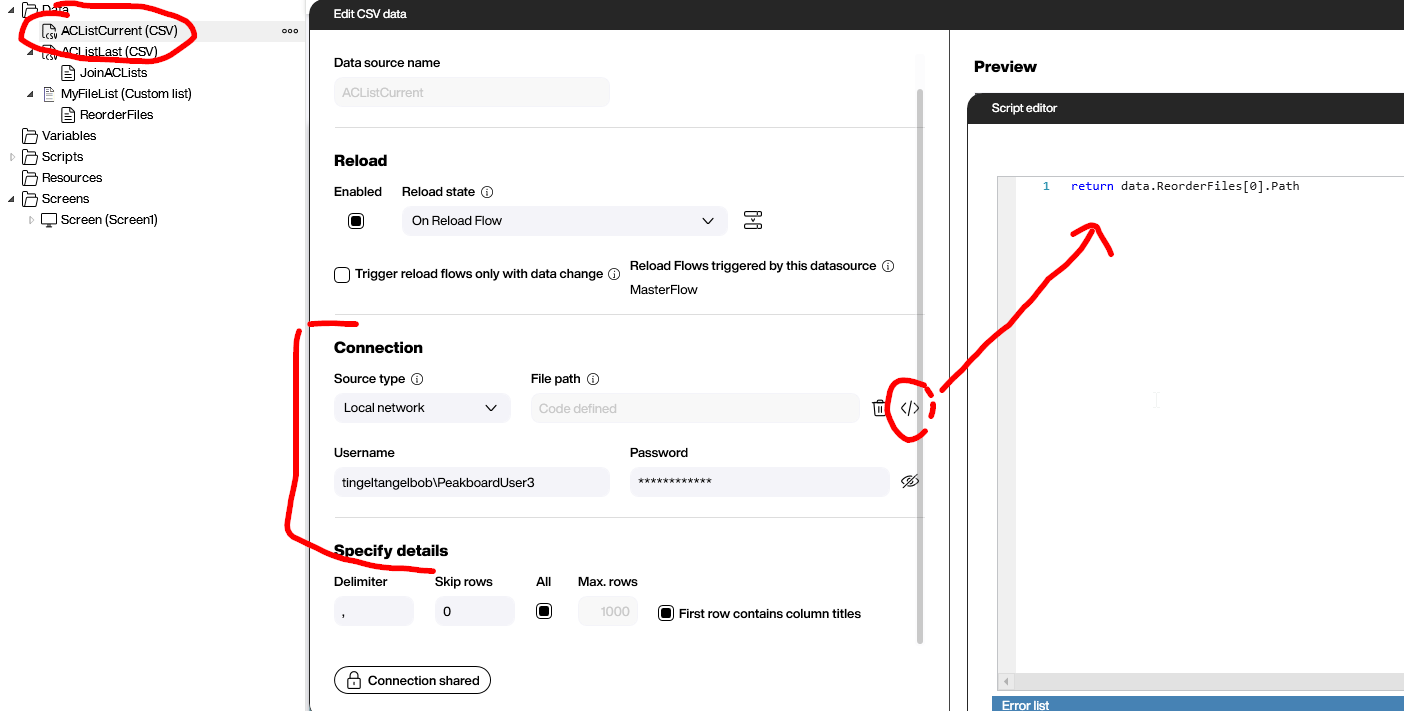 Data
ACListCurrent (CSV)
ACListLast (CSV)
JoinACLists
MyFileList (Custom list)
ReorderFiles
Variables
Scripts
Resources
Screens
Screen (Screen1)
Edit CSV data
Data source name
ACListCurrent
Reload
Enabled
Reload state
On Reload Flow
Trigger reload flows only with data change
Reload Flows triggered by this datasource
MasterFlow
Connection
Source type
File path
Local network
Code defined
</>
Username
Password
tingeltangelbob\PeakboardUser3
************
Specify details
Delimiter
Skip rows
All
Max. rows
,
0
1000
First row contains column titles
Connection shared
Preview
Script editor
1 return data.ReorderFiles[0].Path
Error list